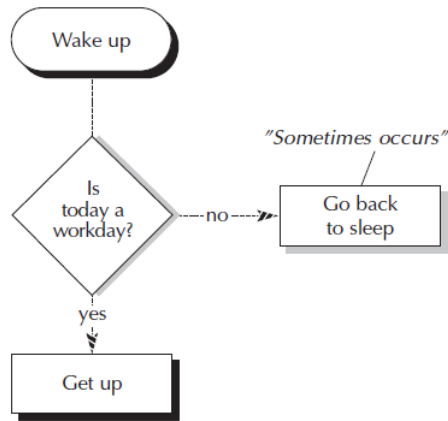 Wake up
"Sometimes occurs"
Is
today a
workday?
no
Go back
to sleep
yes
Get up